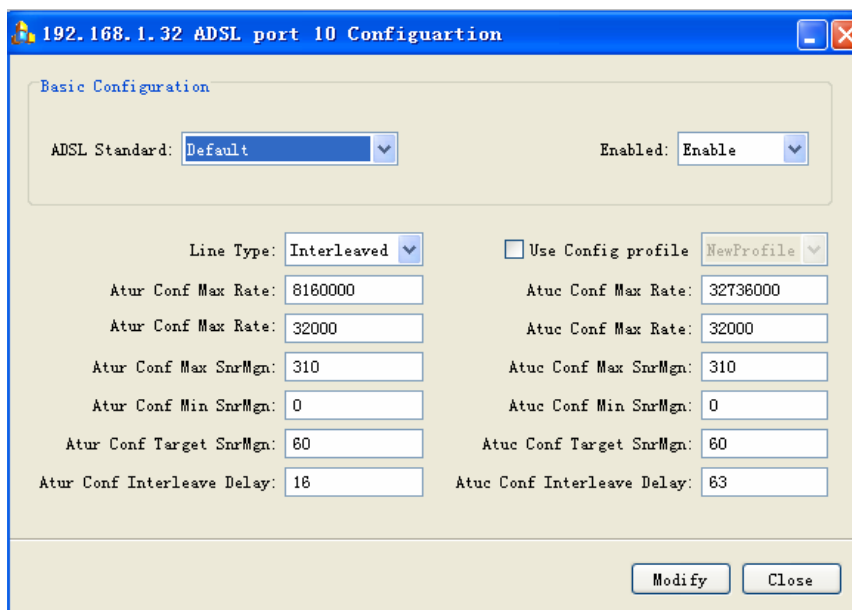 192.168.1.32 ADSL port 10 Configuartion
Basic Configuration
ADSL Standard: Default Enabled: Enable
Line Type: Interleaved Use Config profile NewProfile
Atur Conf Max Rate: 8160000 Atuc Conf Max Rate: 32736000
Atur Conf Max Rate: 32000 Atuc Conf Max Rate: 32000
Atur Conf Max SnrMgn: 310 Atuc Conf Max SnrMgn: 310
Atur Conf Min SnrMgn: 0 Atuc Conf Min SnrMgn: 0
Atur Conf Target SnrMgn: 60 Atuc Conf Target SnrMgn: 60
Atur Conf Interleave Delay: 16 Atuc Conf Interleave Delay: 63
Modify Close